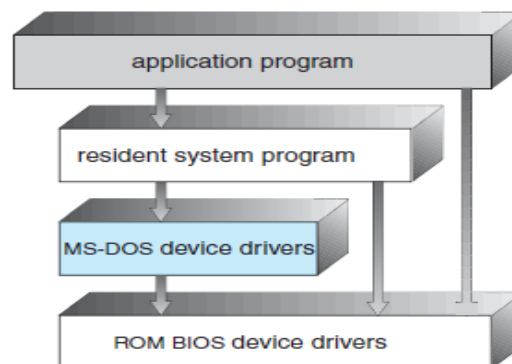 application program
resident system program
MS-DOS device drivers
ROM BIOS device drivers